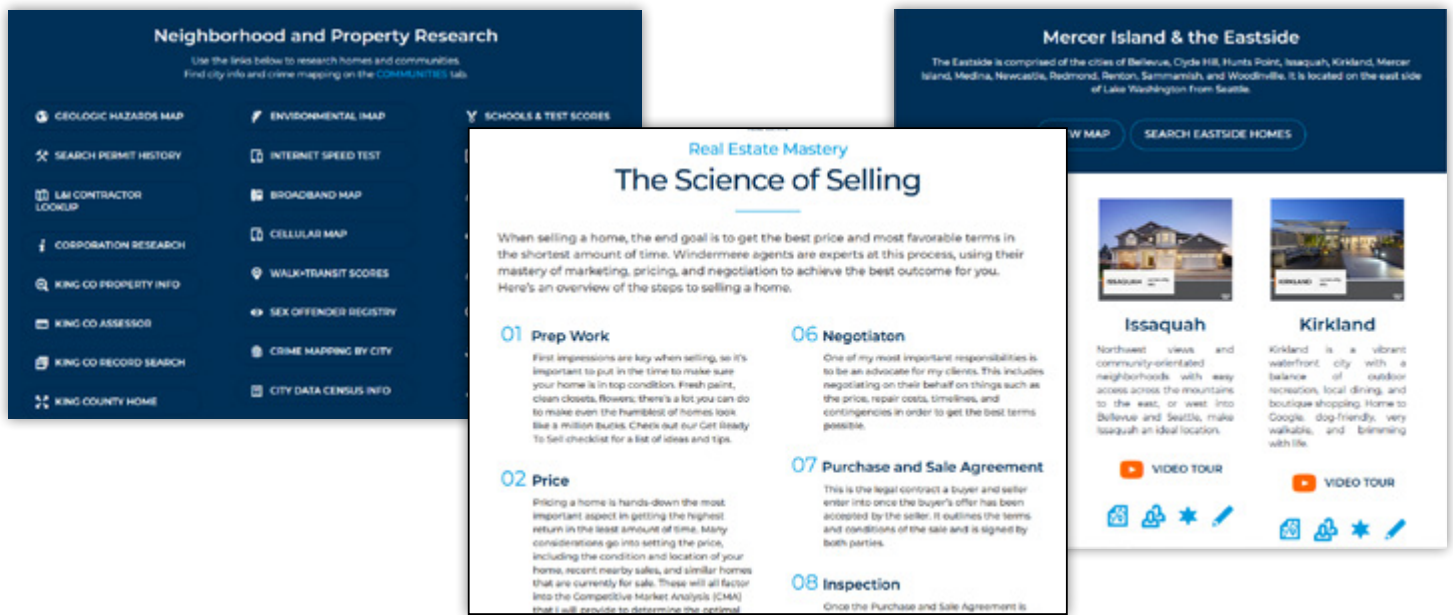 Neighborhood and Property Research
Use the links below to research homes and communities.
Find city info and crime mapping on the COMMUNITIES tab.
GEOLOGIC HAZARDS MAP
SEARCH PERMIT HISTORY
L&I CONTRACTOR
LOOKUP
CORPORATION RESEARCH
KING CO PROPERTY INFO
KING CO ASSESSOR
KING CO RECORD SEARCH
KING COUNTY HOME
ENVIRONMENTAL IMAP
INTERNET SPEED TEST
BROADBAND MAP
CELLULAR MAP
WALK+TRANSIT SCORES
SEX OFFENDER REGISTRY
CRIME MAPPING BY CITY
CITY DATA CENSUS INFO
SCHOOLS & TEST SCORES
Real Estate Mastery
The Science of Selling
When selling a home, the end goal is to get the best price and most favorable terms in
the shortest amount of time. Windermere agents are experts at this process, using their
mastery of marketing, pricing, and negotiation to achieve the best outcome for you.
Here's an overview of the steps to selling a home.
01 Prep Work
First impressions are key when selling, so it's
important to put in the time to make sure
your home is in top condition. Fresh paint,
clean closets, flowers; there's a lot you can do
to make even the humblest of homes look
like a million bucks. Check out our Get Ready
To Sell checklist for a list of ideas and tips.
02 Price
Pricing a home is hands-down the most
important aspect in getting the highest
return in the least amount of time. Many
considerations go into setting the price,
including the condition and location of your
home, recent nearby sales, and similar homes
that are currently for sale. These will all factor
into the Competitive Market Analysis (CMA)
that I will provide to determine the optimal
06 Negotiaton
One of my most important responsibilities is
to be an advocate for my clients. This includes
negotiating on their behalf on things such as
the price, repair costs, timelines, and
contingencies in order to get the best terms
possible.
07 Purchase and Sale Agreement
This is the legal contract a buyer and seller
enter into once the buyer's offer has been
accepted by the seller. It outlines the terms
and conditions of the sale and is signed by
both parties.
08 Inspection
Once the Purchase and Sale Agreement is
Mercer Island & the Eastside
The Eastside is comprised of the cities of Bellevue, Clyde Hill, Hunts Point, Issaquah, Kirkland, Mercer
Island, Medina, Newcastle, Redmond, Renton, Sammamish, and Woodinville. It is located on the east side
of Lake Washington from Seattle.
W MAP
SEARCH EASTSIDE HOMES
ISSAQUAH
KIRKLAND
Issaquah
Northwest views and
community-orientated
neighborhoods with easy
access across the mountains
to the east, or west into
Bellevue and Seattle, make
Issaquah an ideal location.
VIDEO TOUR
Kirkland
Kirkland is a vibrant
waterfront city with a
balance of outdoor
recreation, local dining, and
boutique shopping. Home to
Google, dog-friendly, very
walkable, and brimming
with life.
VIDEO TOUR